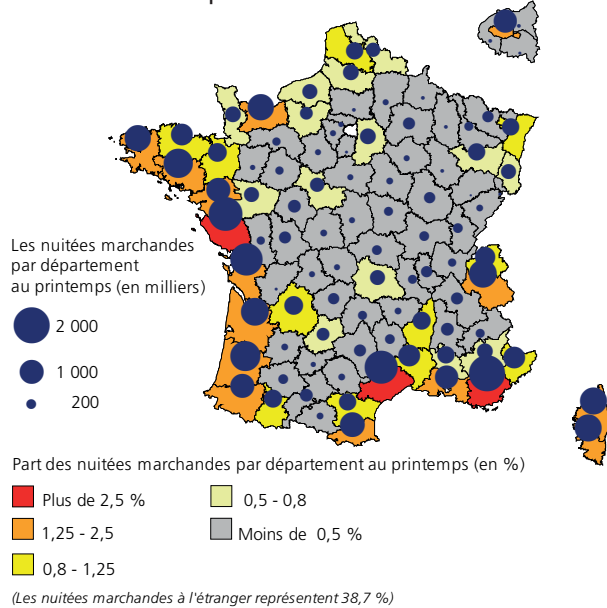 Les nuitées marchandes
par département
au printemps (en milliers)
2 000
1 000
200
Part des nuitées marchandes par département au printemps (en %)
Plus de 2,5 %
0,5 - 0,8
1,25 - 2,5
Moins de 0,5 %
0,8 - 1,25
(Les nuitées marchandes à l'étranger représentent 38,7 %)